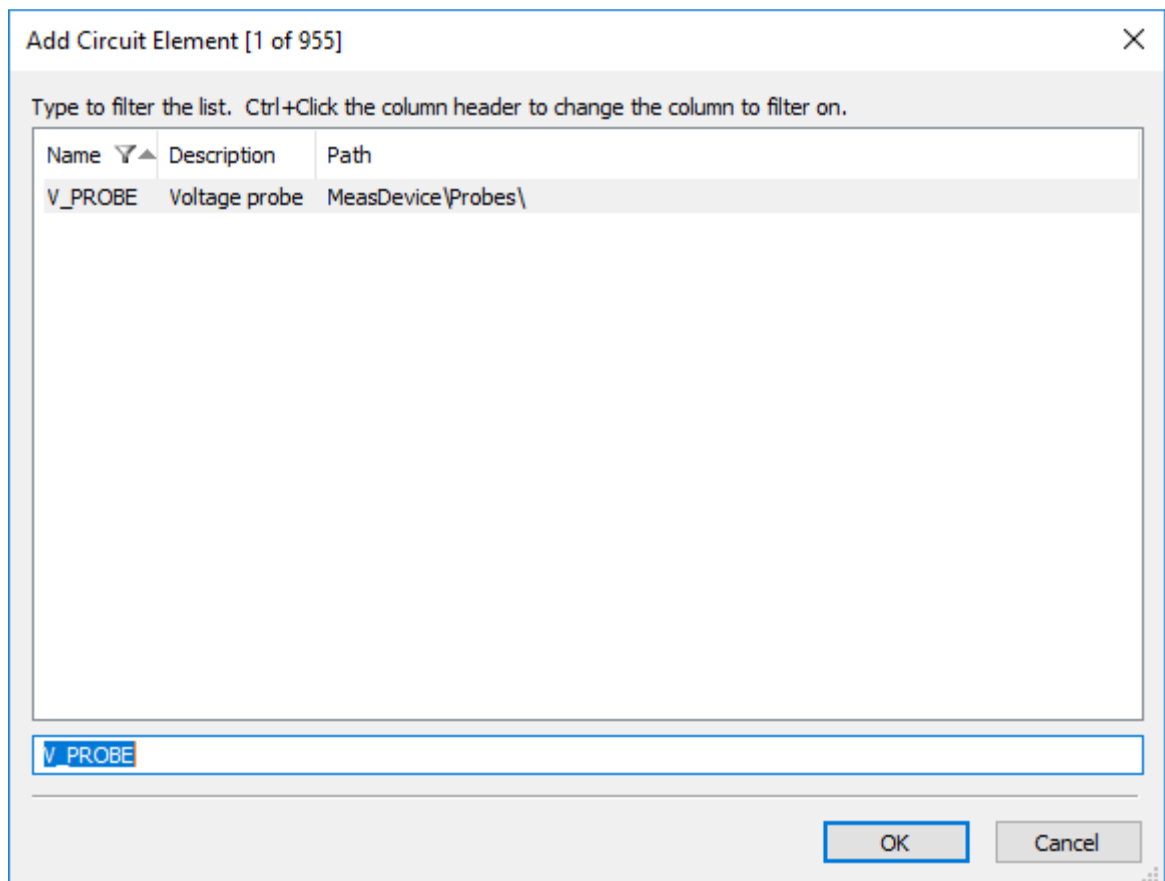 Add Circuit Element [1 of 955]
Type to filter the list.  Ctrl+Click the column header to change the column to filter on.
Name Description Path
V_PROBE Voltage probe MeasDevice\Probes\
V_PROBE
OK Cancel